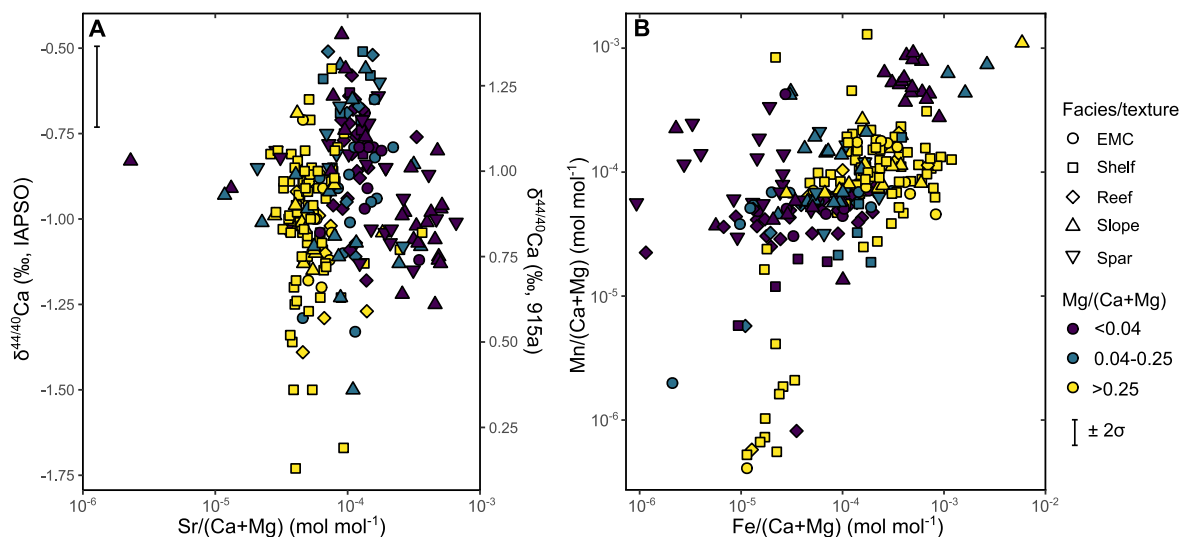 A
-0.50
-0.75
-1.00
-1.25
-1.50
-1.75
δ44/40Ca (‰, IAPSO)
1.25
1.00
0.75
0.50
0.25
δ44/40Ca (‰, 915a)
10-6
10-5
10-4
10-3
Sr/(Ca+Mg) (mol mol-1)
B
10-3
10-4
10-5
10-6
Mn/(Ca+Mg) (mol mol-1)
10-6
10-5
10-4
10-3
10-2
Fe/(Ca+Mg) (mol mol-1)
Facies/texture
EMC
Shelf
Reef
Slope
Spar
Mg/(Ca+Mg)
<0.04
0.04-0.25
>0.25
± 2σ